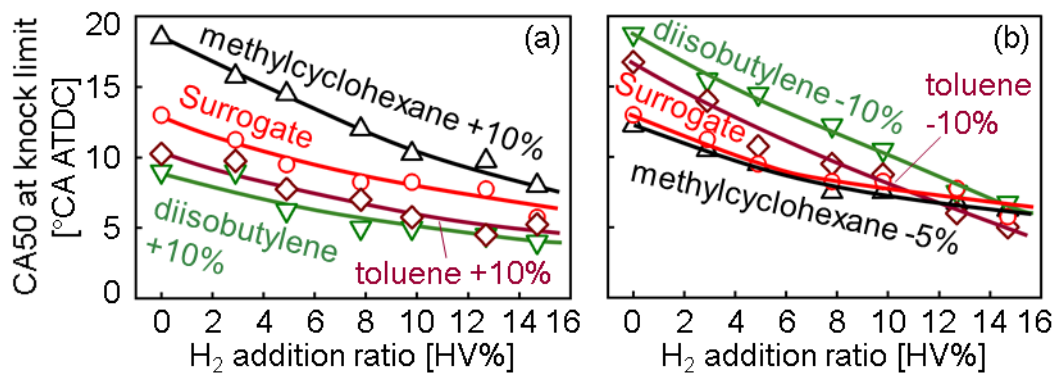 CA50 at knock limit
[°CA ATDC]
20
15
10
5
0
(a)
methylcyclohexane +10%
Surrogate
diisobutylene
+10%
toluene +10%
0 2 4 6 8 10 12 14 16
H₂ addition ratio [HV%]
(b)
diisobutylene -10%
toluene
-10%
Surrogate
methylcyclohexane -5%
0 2 4 6 8 10 12 14 16
H₂ addition ratio [HV%]